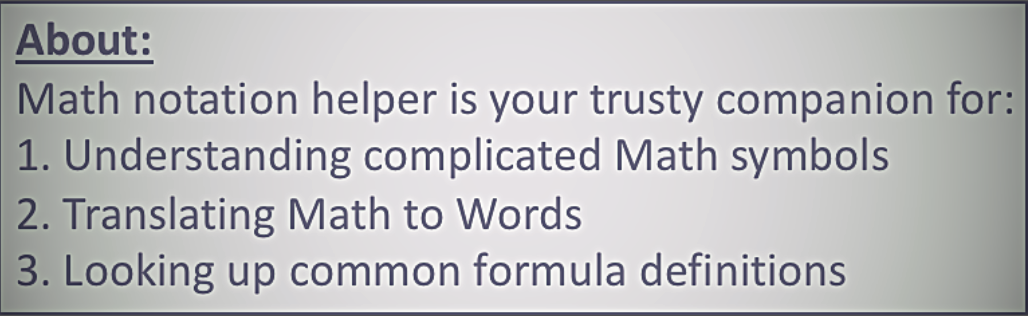 About:
Math notation helper is your trusty companion for:
1. Understanding complicated Math symbols
2. Translating Math to Words
3. Looking up common formula definitions